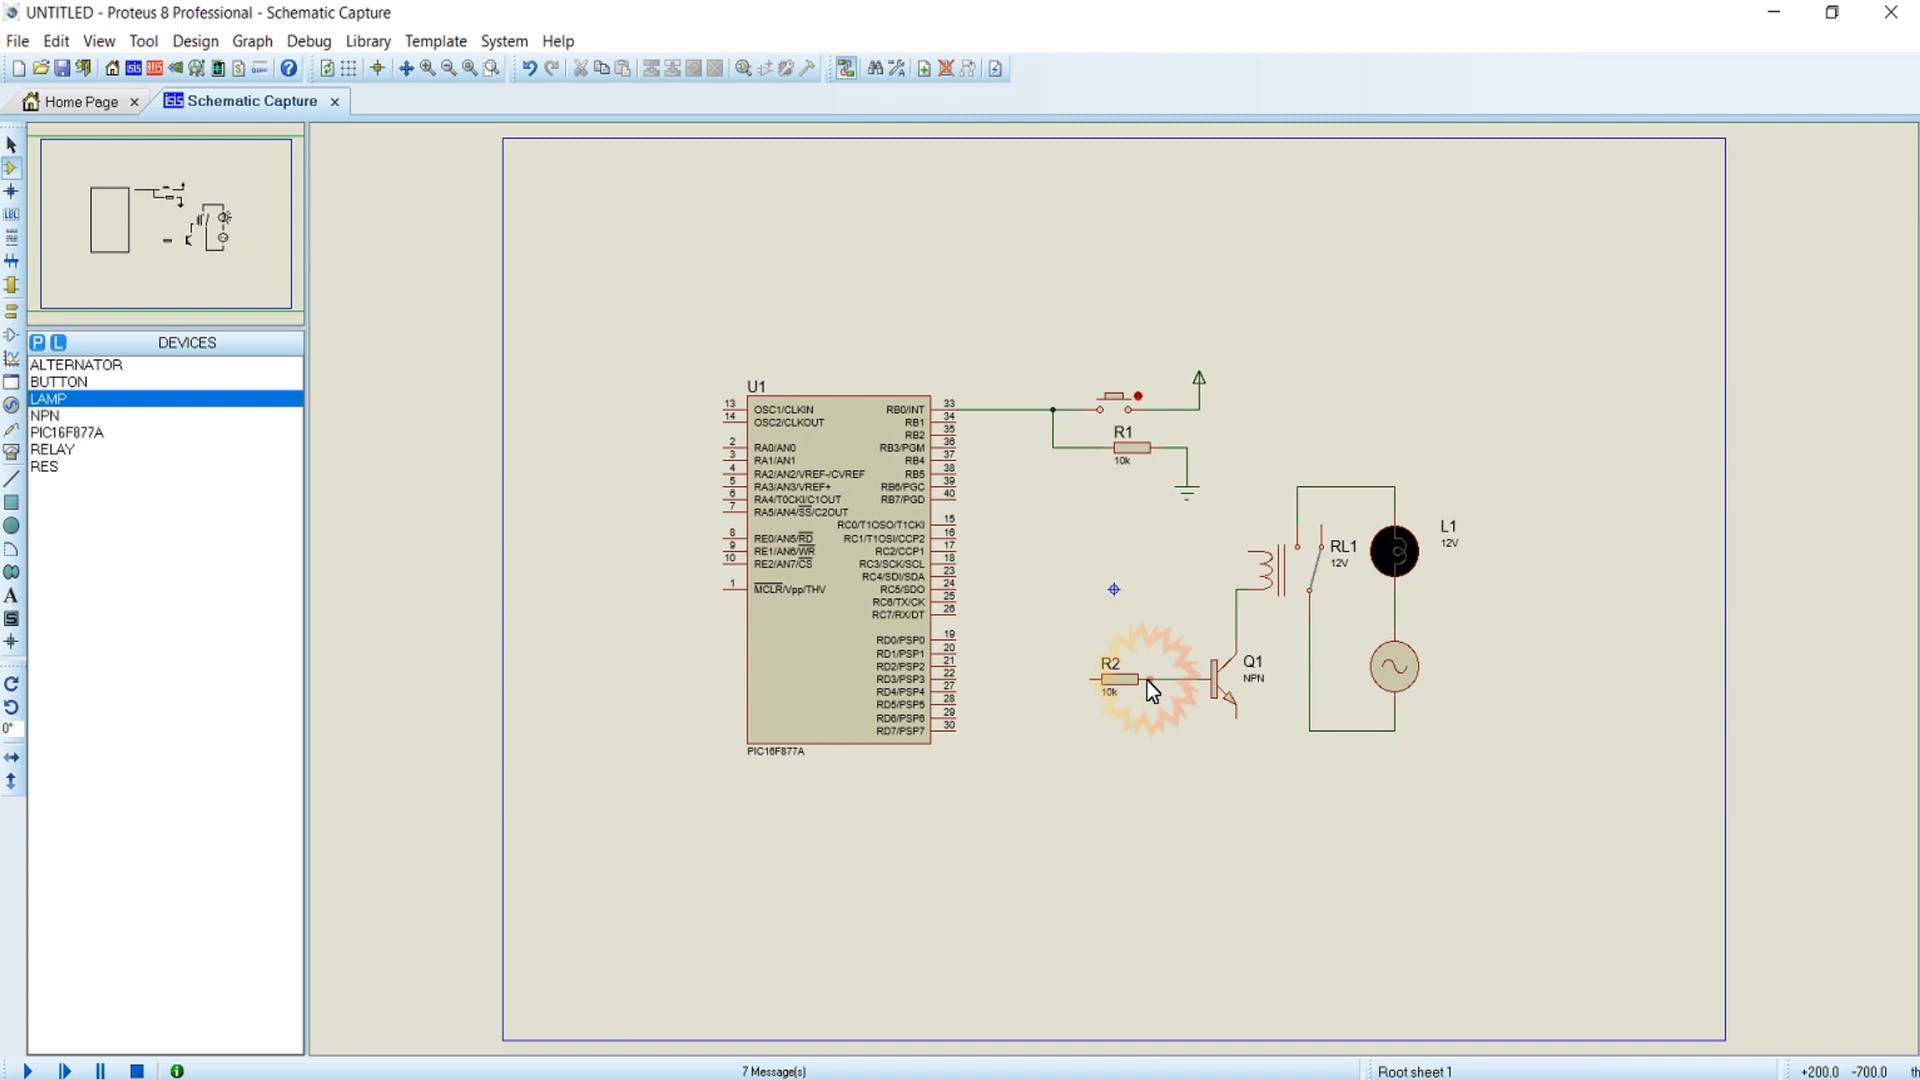 UNTITLED - Proteus 8 Professional - Schematic Capture
File Edit View Tool Design Graph Debug Library Template System Help
Home Page
Schematic Capture
P L DEVICES
ALTERNATOR
BUTTON
LAMP
NPN
PIC16F877A
RELAY
RES
LBL
A
S
0°
U1
13 OSC1/CLKIN
14 OSC2/CLKOUT
2 RA0/AN0
3 RA1/AN1
4 RA2/AN2/VREF-/CVREF
5 RA3/AN3/VREF+
6 RA4/T0CKI/C1OUT
7 RA5/AN4/SS/C2OUT
8 RE0/AN5/RD
9 RE1/AN6/WR
10 RE2/AN7/CS
1 MCLR/Vpp/THV
RB0/INT 33
RB1 34
RB2 35
RB3/PGM 36
RB4 37
RB5 38
RB6/PGC 39
RB7/PGD 40
RC0/T1OSO/T1CKI 15
RC1/T1OSI/CCP2 16
RC2/CCP1 17
RC3/SCK/SCL 18
RC4/SDI/SDA 23
RC5/SDO 24
RC6/TX/CK 25
RC7/RX/DT 26
RD0/PSP0 19
RD1/PSP1 20
RD2/PSP2 21
RD3/PSP3 22
RD4/PSP4 27
RD5/PSP5 28
RD6/PSP6 29
RD7/PSP7 30
PIC16F877A
R1
10k
RL1
12V
L1
12V
R2
10k
Q1
NPN
7 Message(s)
Root sheet 1
+200.0 -700.0 th